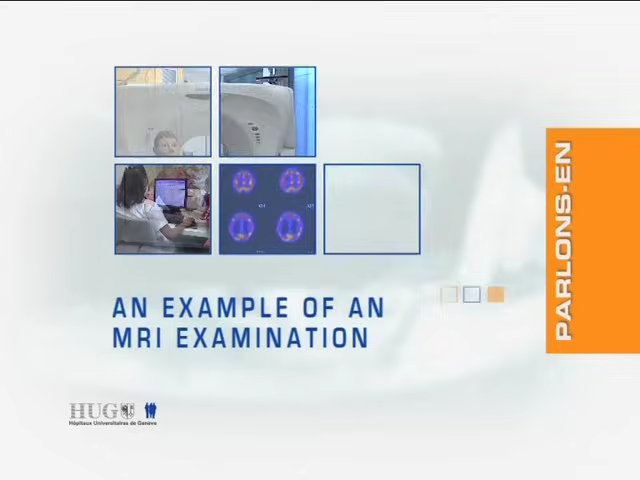 PARLONS-EN
AN EXAMPLE OF AN
MRI EXAMINATION
HUG
Hôpitaux Universitaires de Genève